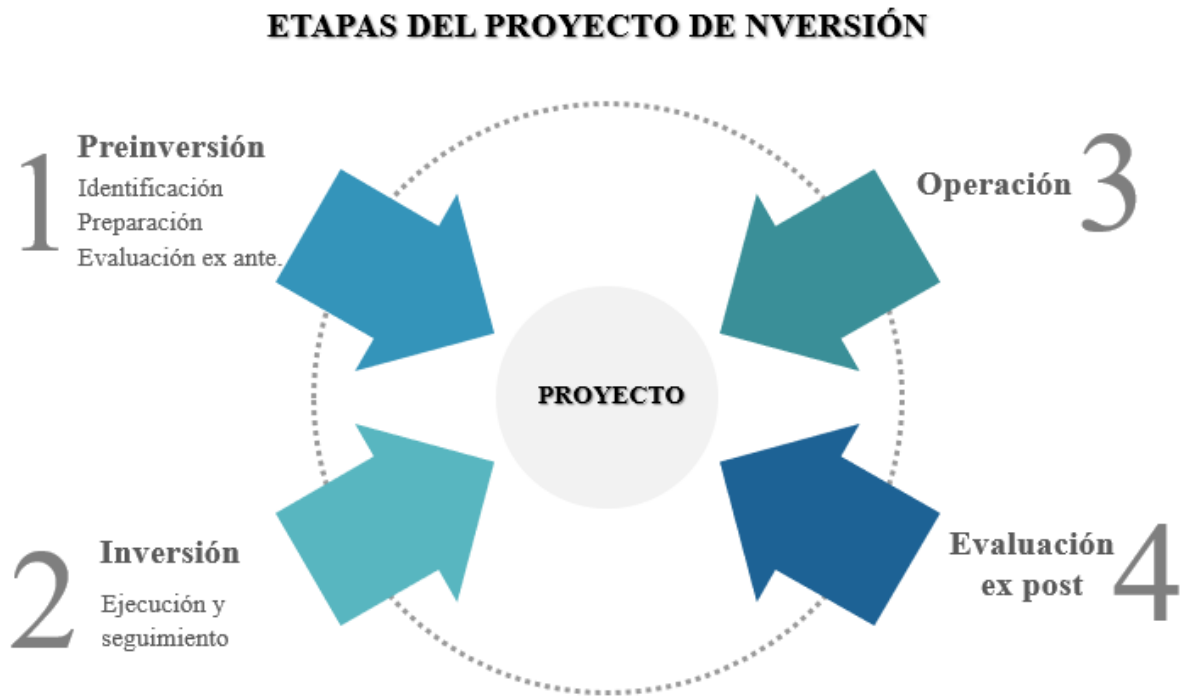 ETAPAS DEL PROYECTO DE NVERSIÓN
1
Preinversión
Identificación
Preparación
Evaluación ex ante.
2
Inversión
Ejecución y
seguimiento
PROYECTO
Operación
3
Evaluación
ex post
4